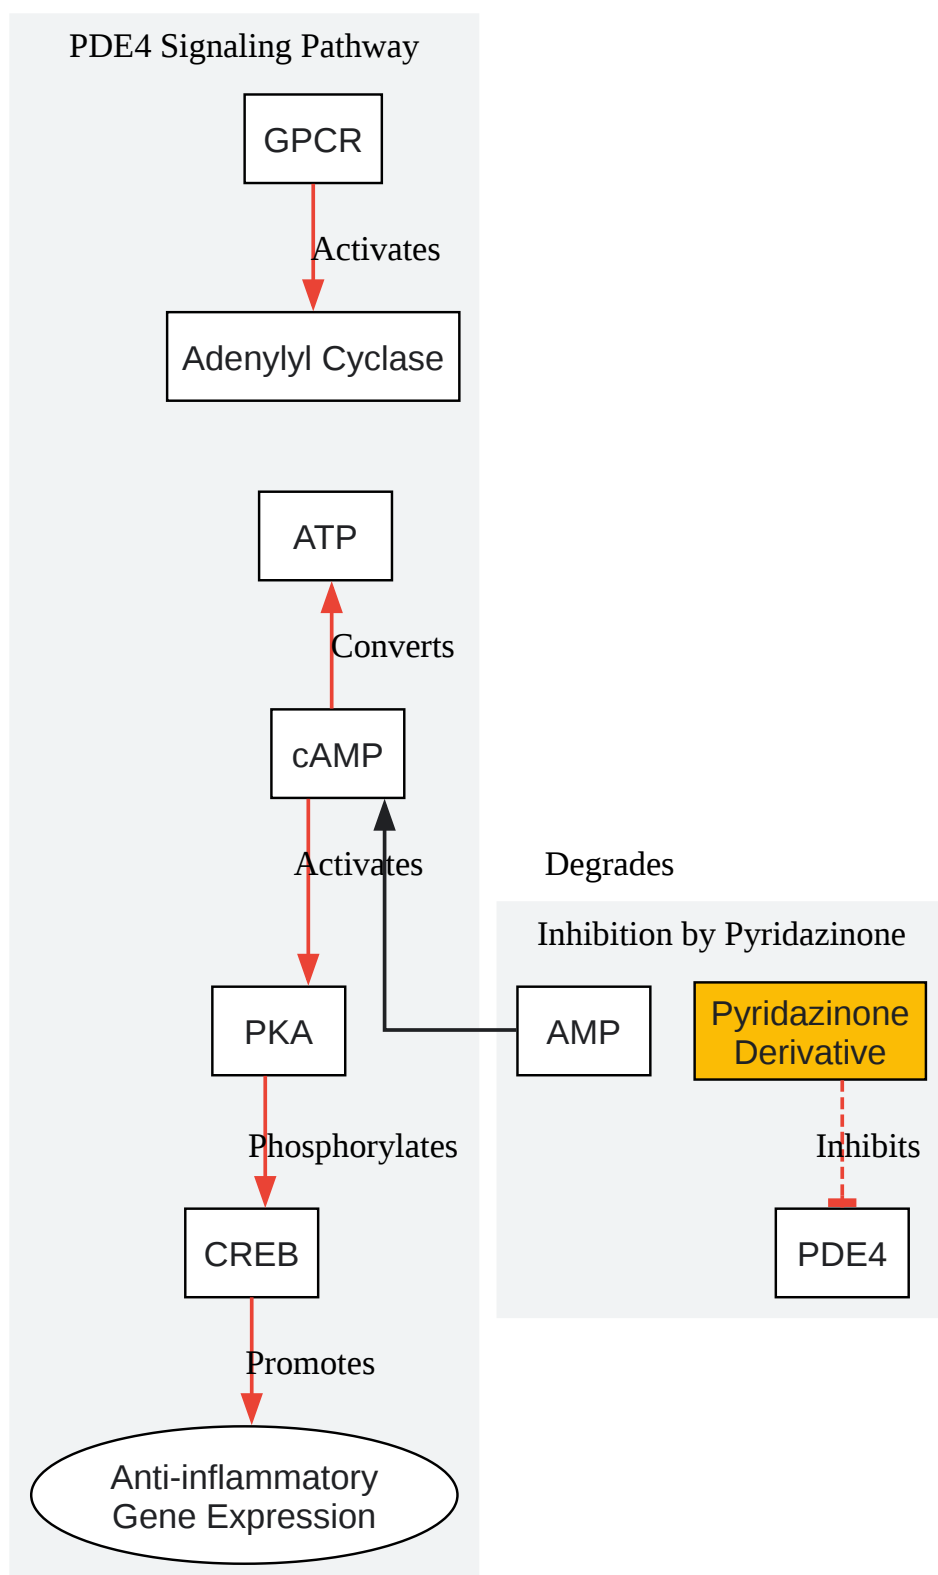 PDE4 Signaling Pathway
GPCR
Activates
Adenylyl Cyclase
ATP
Converts
cAMP
Activates
Degrades
Inhibition by Pyridazinone
PKA
AMP
Pyridazinone
Derivative
Phosphorylates
Inhibits
CREB
PDE4
Promotes
Anti-inflammatory
Gene Expression